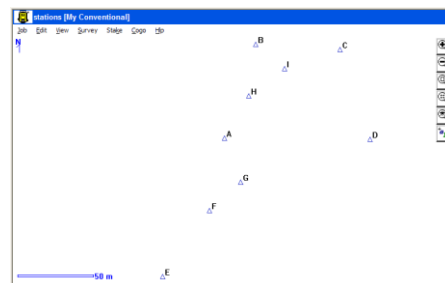 stations [My Conventional]
Job Edit View Survey Stake Cogo Hlp
N
B
C
I
H
A
D
G
F
E
50 m